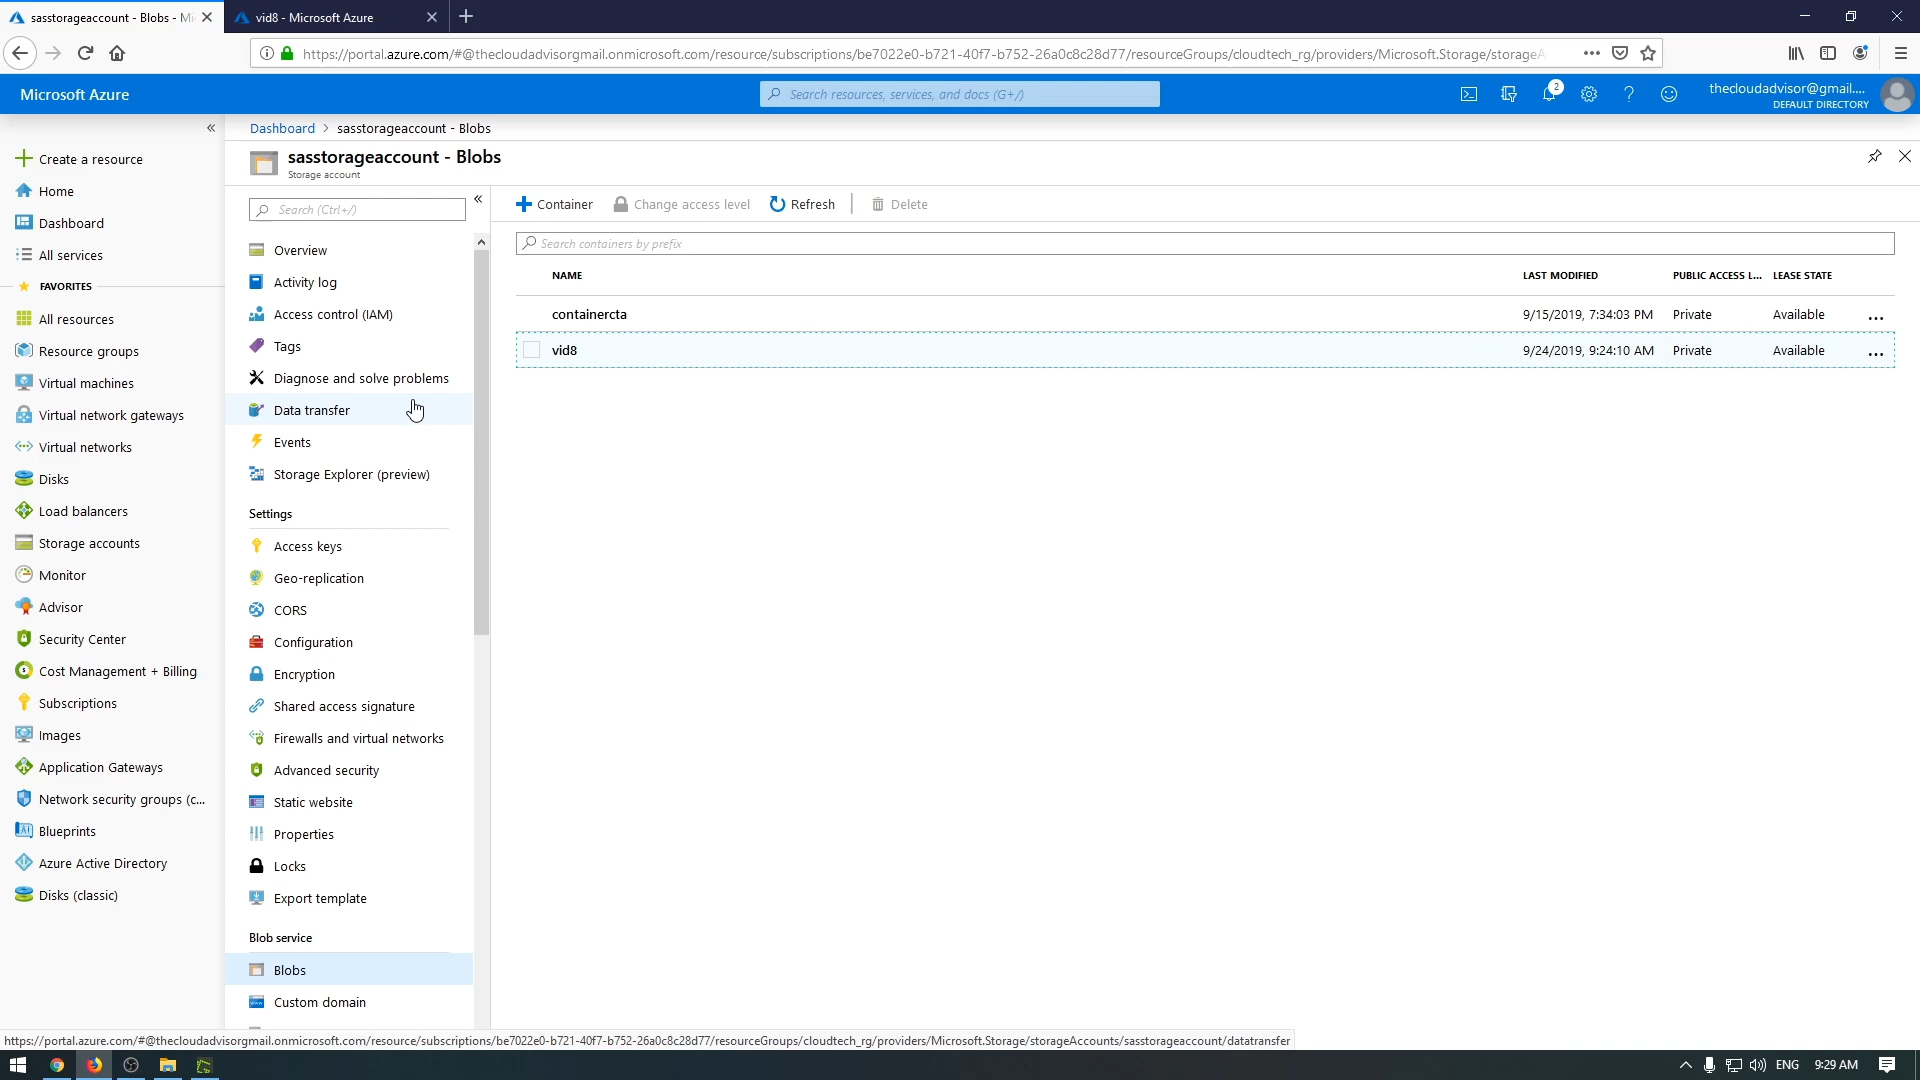 sasstorageaccount - Blobs - Mi
vid8 - Microsoft Azure
https://portal.azure.com/#@thecloudadvisorgmail.onmicrosoft.com/resource/subscriptions/be7022e0-b721-40f7-b752-26a0c8c28d77/resourceGroups/cloudtech_rg/providers/Microsoft.Storage/storageA
Microsoft Azure
Search resources, services, and docs (G+/)
2
thecloudadvisor@gmail....
DEFAULT DIRECTORY
Dashboard > sasstorageaccount - Blobs
sasstorageaccount - Blobs
Storage account
Create a resource
Home
Dashboard
All services
FAVORITES
All resources
Resource groups
Virtual machines
Virtual network gateways
Virtual networks
Disks
Load balancers
Storage accounts
Monitor
Advisor
Security Center
Cost Management + Billing
Subscriptions
Images
Application Gateways
Network security groups (c...
Blueprints
Azure Active Directory
Disks (classic)
Search (Ctrl+/)
Overview
Activity log
Access control (IAM)
Tags
Diagnose and solve problems
Data transfer
Events
Storage Explorer (preview)
Settings
Access keys
Geo-replication
CORS
Configuration
Encryption
Shared access signature
Firewalls and virtual networks
Advanced security
Static website
Properties
Locks
Export template
Blob service
Blobs
Custom domain
Container
Change access level
Refresh
Delete
Search containers by prefix
NAME LAST MODIFIED PUBLIC ACCESS L... LEASE STATE
containercta 9/15/2019, 7:34:03 PM Private Available ...
vid8 9/24/2019, 9:24:10 AM Private Available ...
https://portal.azure.com/#@thecloudadvisorgmail.onmicrosoft.com/resource/subscriptions/be7022e0-b721-40f7-b752-26a0c8c28d77/resourceGroups/cloudtech_rg/providers/Microsoft.Storage/storageAccounts/sasstorageaccount/datatransfer
ENG
9:29 AM